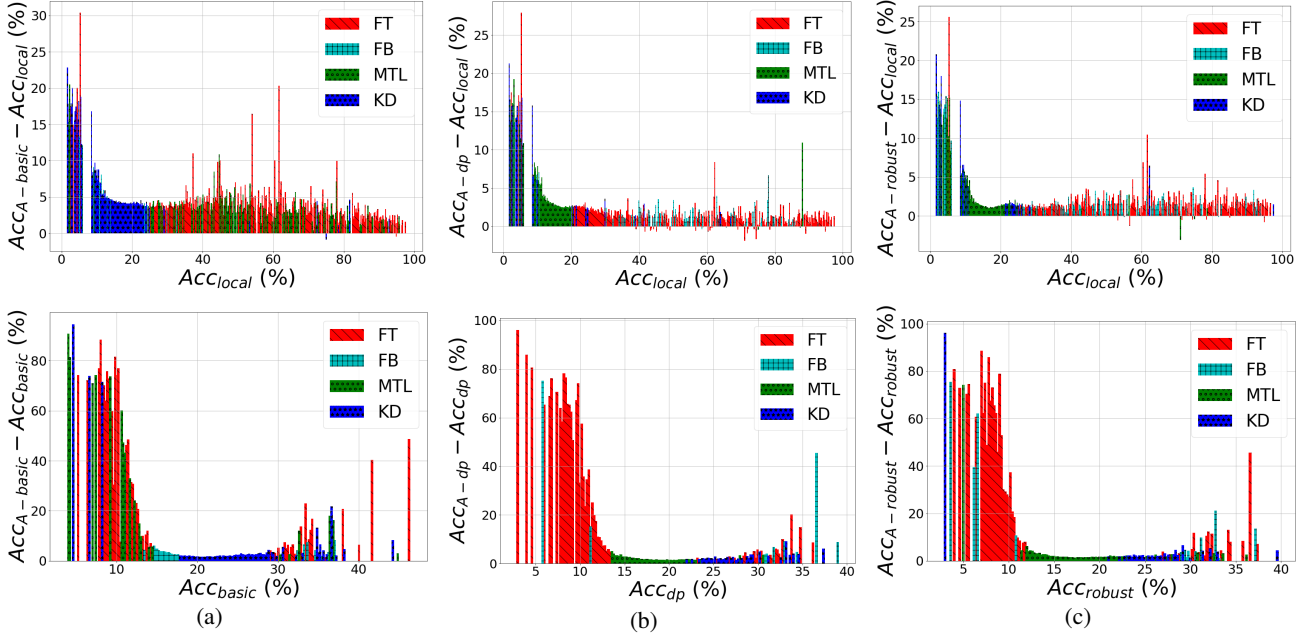 Acc_{A-basic} − Acc_{local} (%)
30
25
20
15
10
5
0
FT
FB
MTL
KD
0 20 40 60 80 100
Acc_{local} (%)
Acc_{A-dp} − Acc_{local} (%)
25
20
15
10
5
0
FT
FB
MTL
KD
0 20 40 60 80 100
Acc_{local} (%)
Acc_{A-robust} − Acc_{local} (%)
25
20
15
10
5
0
FT
FB
MTL
KD
0 20 40 60 80 100
Acc_{local} (%)
Acc_{A-basic} − Acc_{basic} (%)
80
60
40
20
0
FT
FB
MTL
KD
10 20 30 40
Acc_{basic} (%)
(a)
Acc_{A-dp} − Acc_{dp} (%)
100
80
60
40
20
0
FT
FB
MTL
KD
5 10 15 20 25 30 35 40
Acc_{dp} (%)
(b)
Acc_{A-robust} − Acc_{robust} (%)
100
80
60
40
20
0
FT
FB
MTL
KD
5 10 15 20 25 30 35 40
Acc_{robust} (%)
(c)